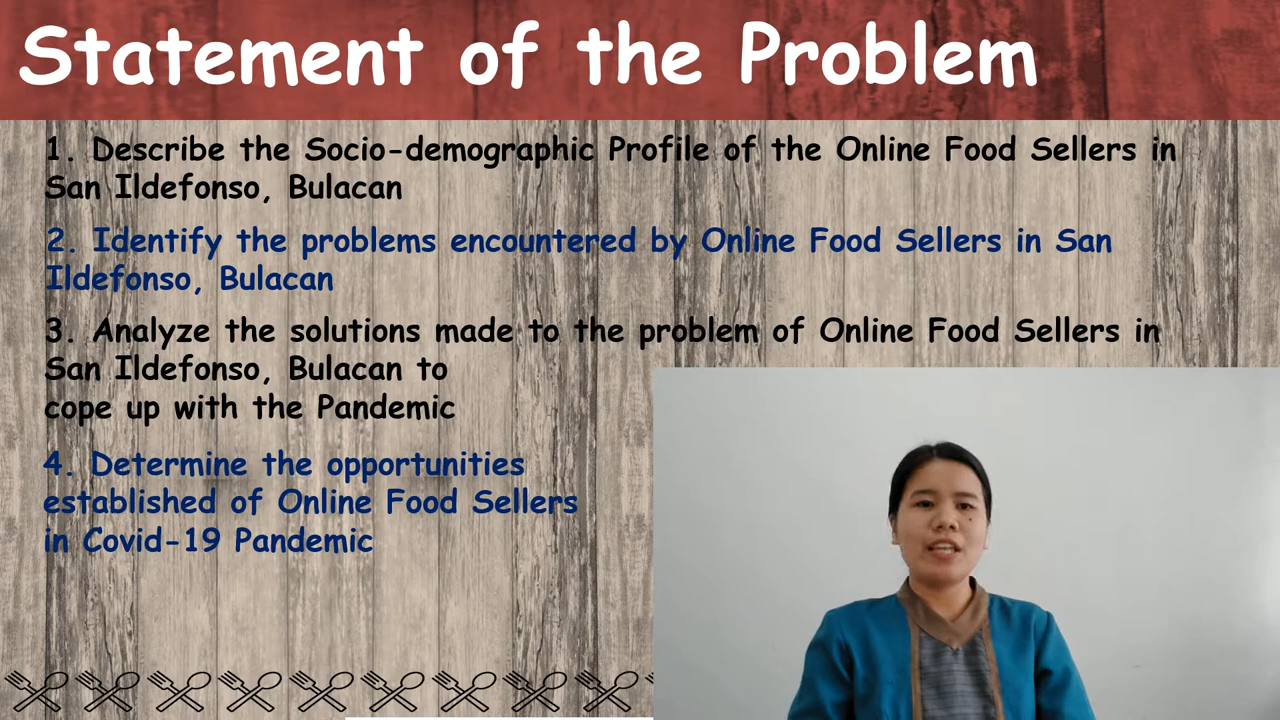 Statement of the Problem
1. Describe the Socio-demographic Profile of the Online Food Sellers in
San Ildefonso, Bulacan
2. Identify the problems encountered by Online Food Sellers in San
Ildefonso, Bulacan
3. Analyze the solutions made to the problem of Online Food Sellers in
San Ildefonso, Bulacan to
cope up with the Pandemic
4. Determine the opportunities
established of Online Food Sellers
in Covid-19 Pandemic